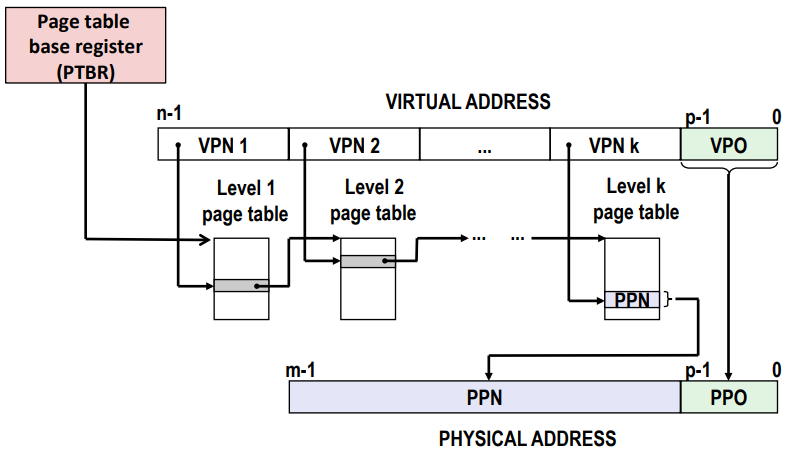 Page table
base register
(PTBR)
VIRTUAL ADDRESS
n-1
p-1
0
VPN 1
VPN 2
...
VPN k
VPO
Level 1
page table
Level 2
page table
Level k
page table
...
...
PPN
m-1
p-1
0
PPN
PPO
PHYSICAL ADDRESS